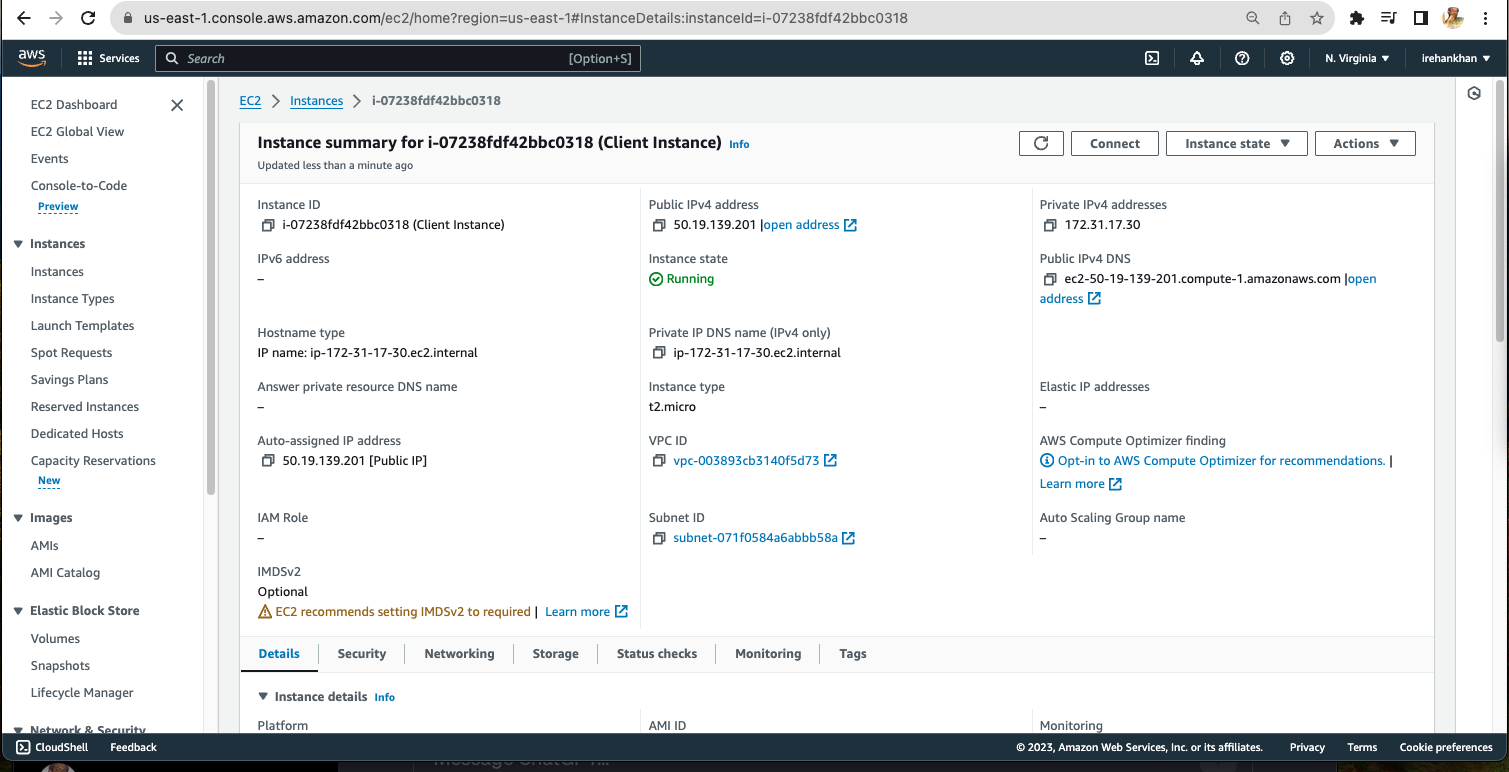 us-east-1.console.aws.amazon.com/ec2/home?region=us-east-1#InstanceDetails:instanceId=i-07238fdf42bbc0318
aws
Services
Search
[Option+S]
N. Virginia
irehankhan
EC2 Dashboard
EC2 Global View
Events
Console-to-Code
Preview
Instances
Instances
Instance Types
Launch Templates
Spot Requests
Savings Plans
Reserved Instances
Dedicated Hosts
Capacity Reservations
New
Images
AMIs
AMI Catalog
Elastic Block Store
Volumes
Snapshots
Lifecycle Manager
Network & Security
EC2 > Instances > i-07238fdf42bbc0318
Instance summary for i-07238fdf42bbc0318 (Client Instance) Info
Updated less than a minute ago
Connect
Instance state
Actions
Instance ID
i-07238fdf42bbc0318 (Client Instance)
Public IPv4 address
50.19.139.201 |open address
Private IPv4 addresses
172.31.17.30
IPv6 address
–
Instance state
Running
Public IPv4 DNS
ec2-50-19-139-201.compute-1.amazonaws.com |open
address
Hostname type
IP name: ip-172-31-17-30.ec2.internal
Private IP DNS name (IPv4 only)
ip-172-31-17-30.ec2.internal
Answer private resource DNS name
–
Instance type
t2.micro
Elastic IP addresses
–
Auto-assigned IP address
50.19.139.201 [Public IP]
VPC ID
vpc-003893cb3140f5d73
AWS Compute Optimizer finding
Opt-in to AWS Compute Optimizer for recommendations. |
Learn more
IAM Role
–
Subnet ID
subnet-071f0584a6abbb58a
Auto Scaling Group name
–
IMDSv2
Optional
EC2 recommends setting IMDSv2 to required | Learn more
Details
Security
Networking
Storage
Status checks
Monitoring
Tags
Instance details Info
Platform
AMI ID
Monitoring
CloudShell
Feedback
© 2023, Amazon Web Services, Inc. or its affiliates.
Privacy
Terms
Cookie preferences